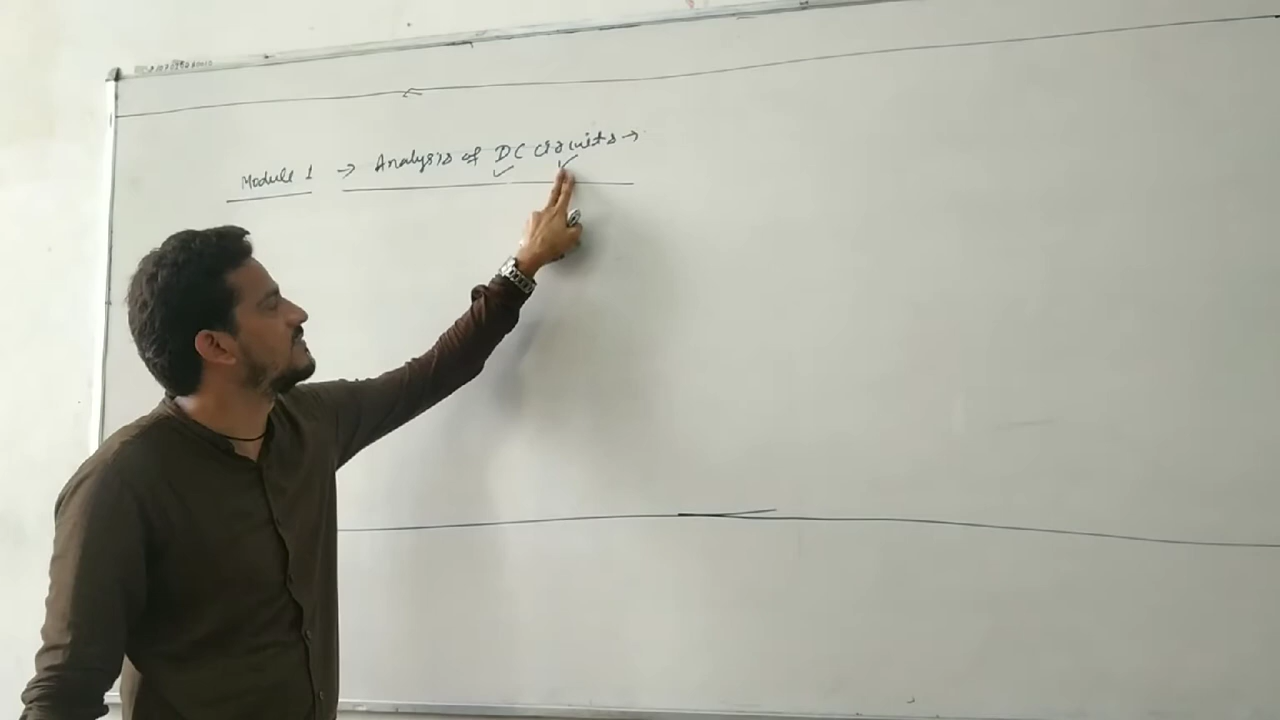 Module 1 → Analysis of DC circuits →